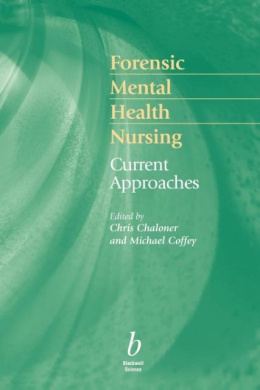 Forensic
Mental
Health
Nursing
Current
Approaches
Edited by
Chris Chaloner
and Michael Coffey
b
Blackwell
Science